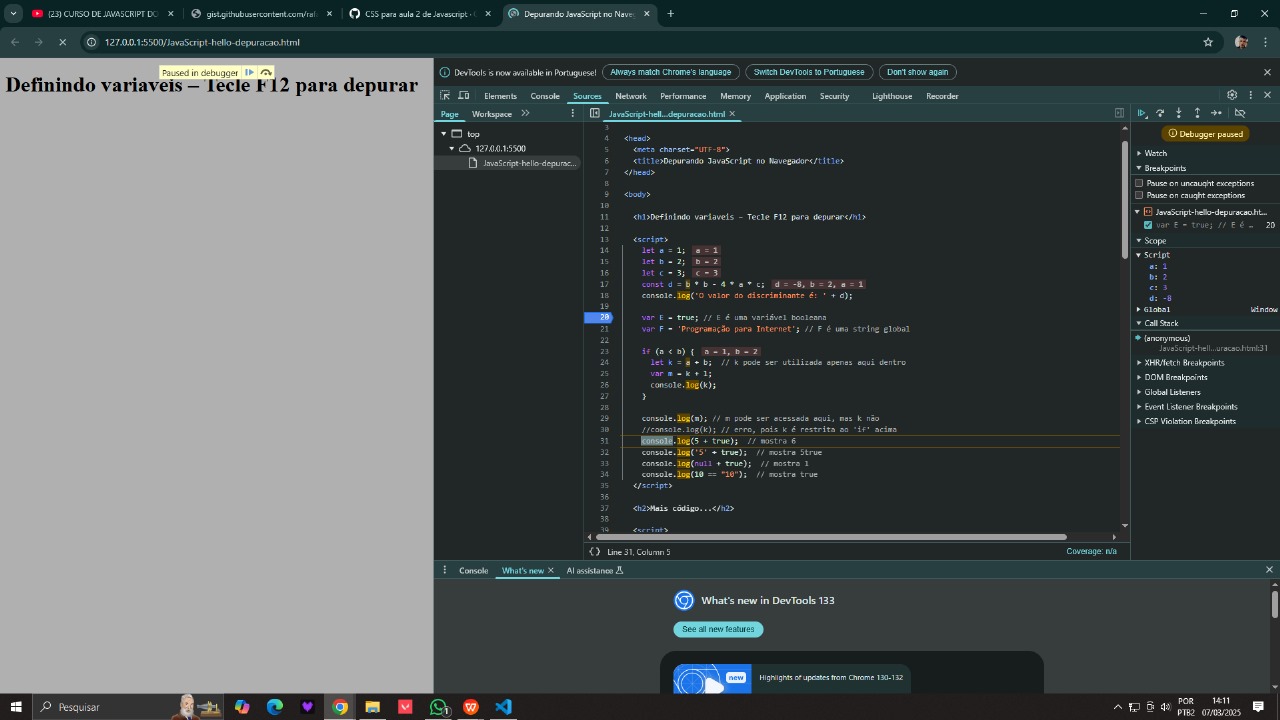 (23) CURSO DE JAVASCRIPT DO
gist.githubusercontent.com/rafa
CSS para aula 2 de Javascript
Depurando JavaScript no Naveg
127.0.0.1:5500/JavaScript-hello-depuracao.html
Paused in debugger
Definindo variaveis – Tecle F12 para depurar
DevTools is now available in Portuguese!
Always match Chrome's language
Switch DevTools to Portuguese
Don't show again
Elements
Console
Sources
Network
Performance
Memory
Application
Security
Lighthouse
Recorder
Page
Workspace
top
127.0.0.1:5500
JavaScript-hello-depurac...
JavaScript-hell...depuracao.html
3
4 <head>
5 <meta charset="UTF-8">
6 <title>Depurando JavaScript no Navegador</title>
7 </head>
8
9 <body>
10
11 <h1>Definindo variaveis – Tecle F12 para depurar</h1>
12
13 <script>
14 let a = 1; a = 1
15 let b = 2; b = 2
16 let c = 3; c = 3
17 const d = b * b - 4 * a * c; d = -8, b = 2, a = 1
18 console.log('O valor do discriminante é: ' + d);
19
20 var E = true; // E é uma variável booleana
21 var F = 'Programação para Internet'; // F é uma string global
22
23 if (a < b) { a = 1, b = 2
24 let k = a + b; // k pode ser utilizada apenas aqui dentro
25 var m = k + 1;
26 console.log(k);
27 }
28
29 console.log(m); // m pode ser acessada aqui, mas k não
30 //console.log(k); // erro, pois k é restrita ao 'if' acima
31 console.log(5 + true); // mostra 6
32 console.log('5' + true); // mostra 5true
33 console.log(null + true); // mostra 1
34 console.log(10 == "10"); // mostra true
35 </script>
36
37 <h2>Mais código...</h2>
38
39 <script>
{} Line 31, Column 5
Coverage: n/a
Debugger paused
Watch
Breakpoints
Pause on uncaught exceptions
Pause on caught exceptions
JavaScript-hello-depuracao.ht...
var E = true; // E é … 20
Scope
Script
a: 1
b: 2
c: 3
d: -8
Global Window
Call Stack
(anonymous)
JavaScript-hell...uracao.html:31
XHR/fetch Breakpoints
DOM Breakpoints
Global Listeners
Event Listener Breakpoints
CSP Violation Breakpoints
Console
What's new
AI assistance
What's new in DevTools 133
See all new features
new
Highlights of updates from Chrome 130-132
Pesquisar
1
POR
PTB2
14:11
07/03/2025